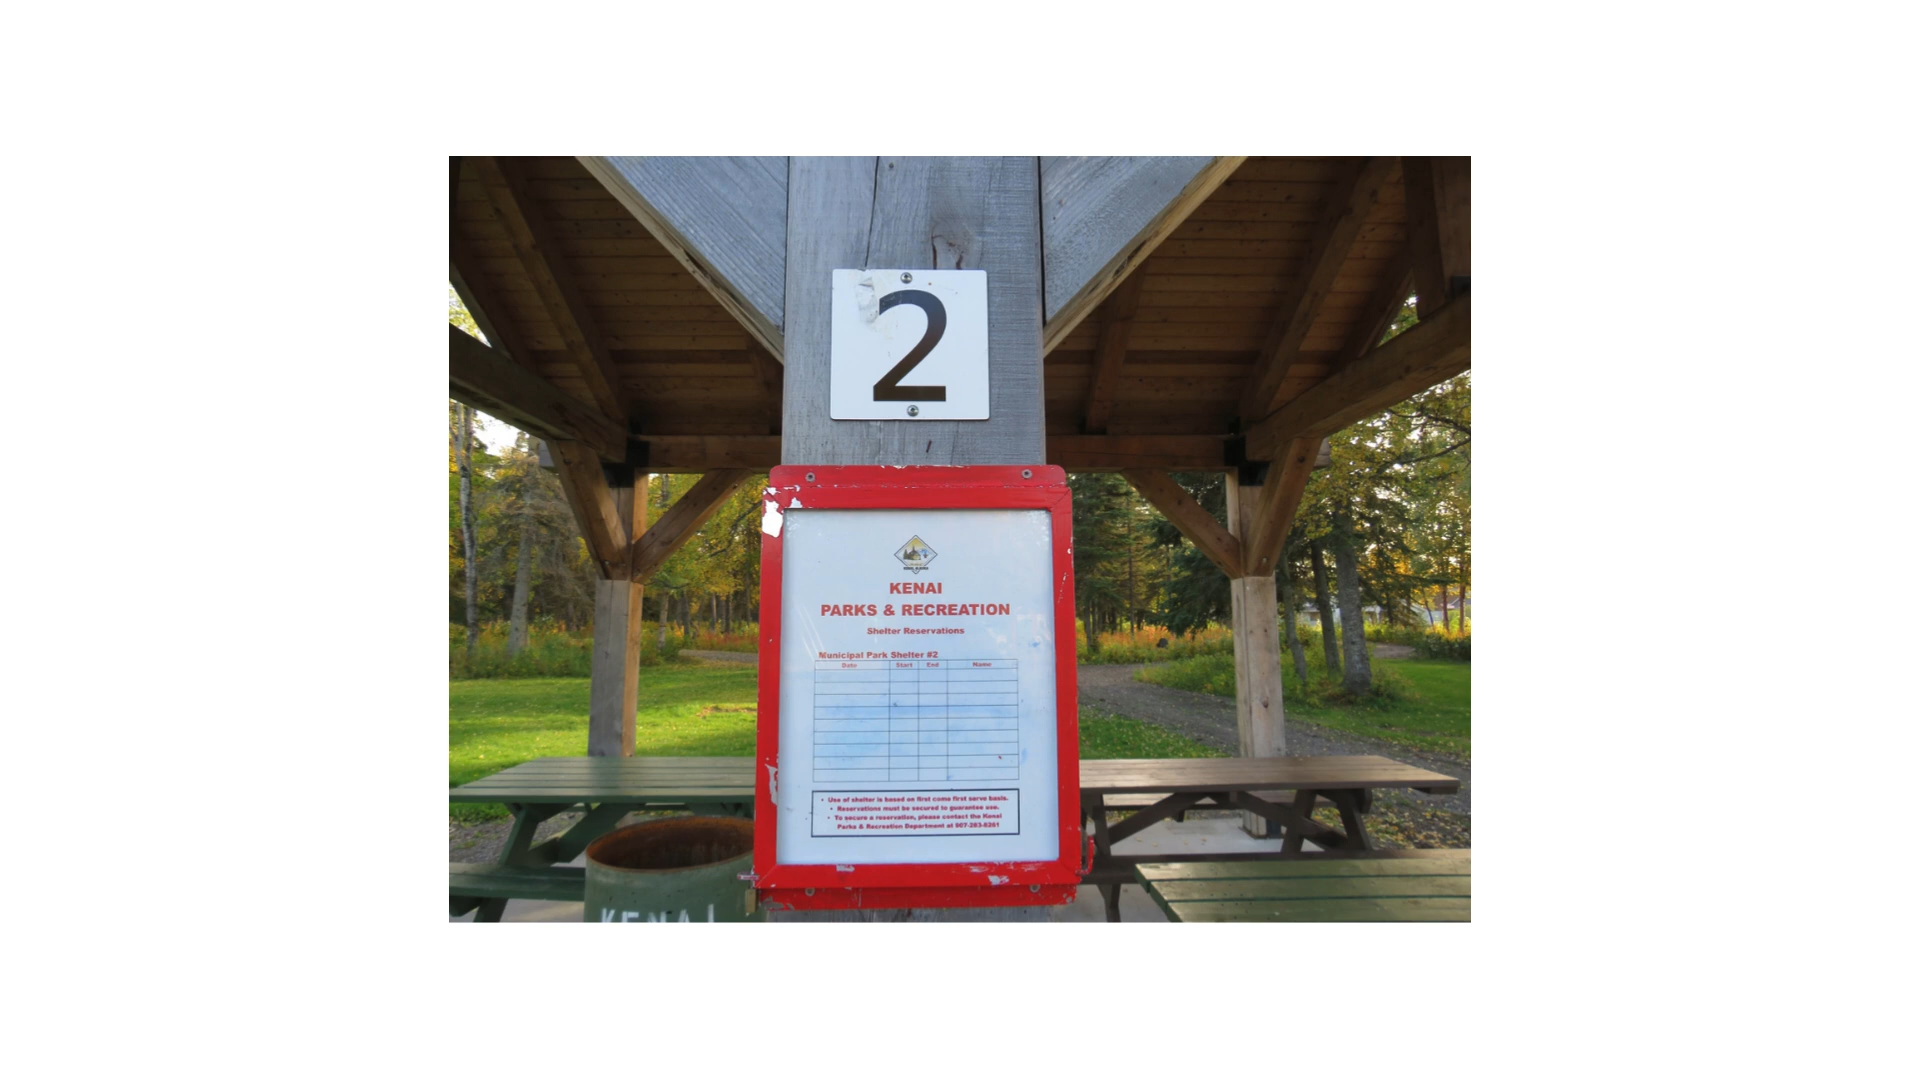 2
KENAI
PARKS & RECREATION
Shelter Reservations
Municipal Park Shelter #2
Date Start End Name
• Use of shelter is based on first come first serve basis.
• Reservations must be secured to guarantee use.
• To secure a reservation, please contact the Kenai
Parks & Recreation Department at 907-283-8261
KENAI